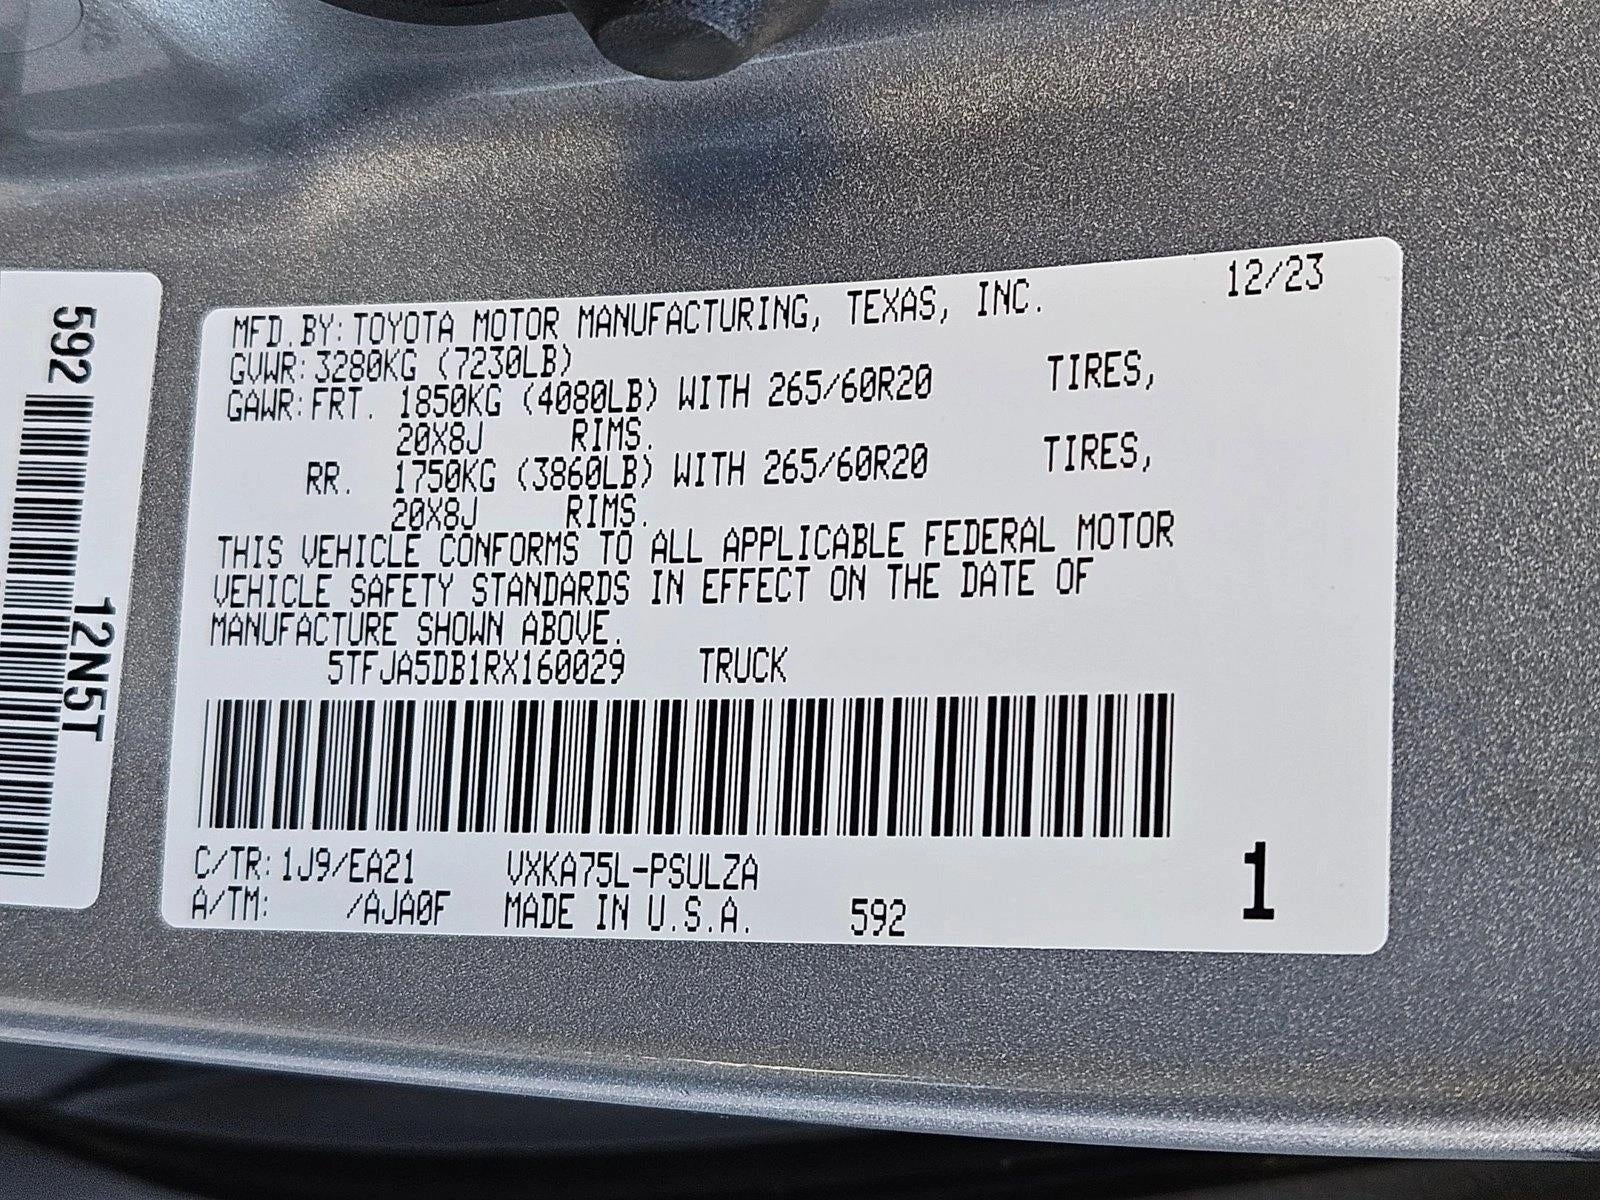 592
12N5T
MFD.BY: TOYOTA MOTOR MANUFACTURING, TEXAS, INC. 12/23
GVWR: 3280KG (7230LB)
GAWR: FRT. 1850KG (4080LB) WITH 265/60R20 TIRES,
20X8J RIMS.
RR. 1750KG (3860LB) WITH 265/60R20 TIRES,
20X8J RIMS.
THIS VEHICLE CONFORMS TO ALL APPLICABLE FEDERAL MOTOR
VEHICLE SAFETY STANDARDS IN EFFECT ON THE DATE OF
MANUFACTURE SHOWN ABOVE.
5TFJA5DB1RX160029 TRUCK
C/TR: 1J9/EA21 VXKA75L-PSULZA
A/TM: /AJA0F MADE IN U.S.A. 592 1